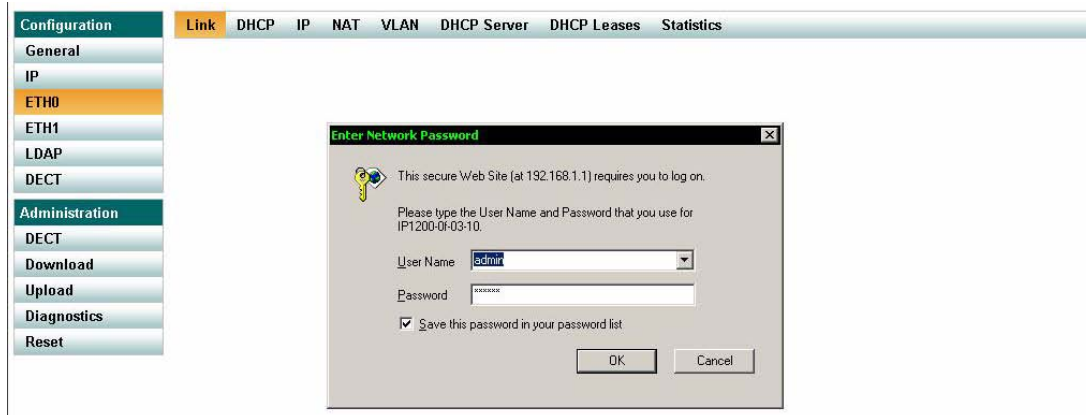 Configuration
General
IP
ETH0
ETH1
LDAP
DECT
Administration
DECT
Download
Upload
Diagnostics
Reset
Link DHCP IP NAT VLAN DHCP Server DHCP Leases Statistics
Enter Network Password
This secure Web Site (at 192.168.1.1) requires you to log on.
Please type the User Name and Password that you use for
IP1200-0f-03-10.
User Name admin
Password xxxxxx
Save this password in your password list
OK Cancel